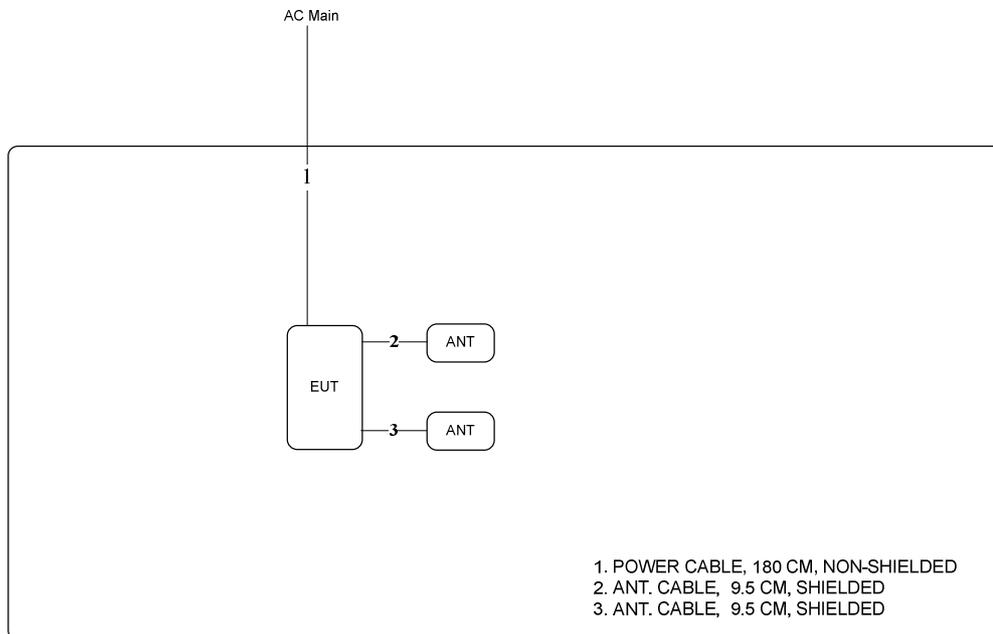 AC Main
1
2 ANT
EUT
3 ANT
1. POWER CABLE, 180 CM, NON-SHIELDED
2. ANT. CABLE, 9.5 CM, SHIELDED
3. ANT. CABLE, 9.5 CM, SHIELDED